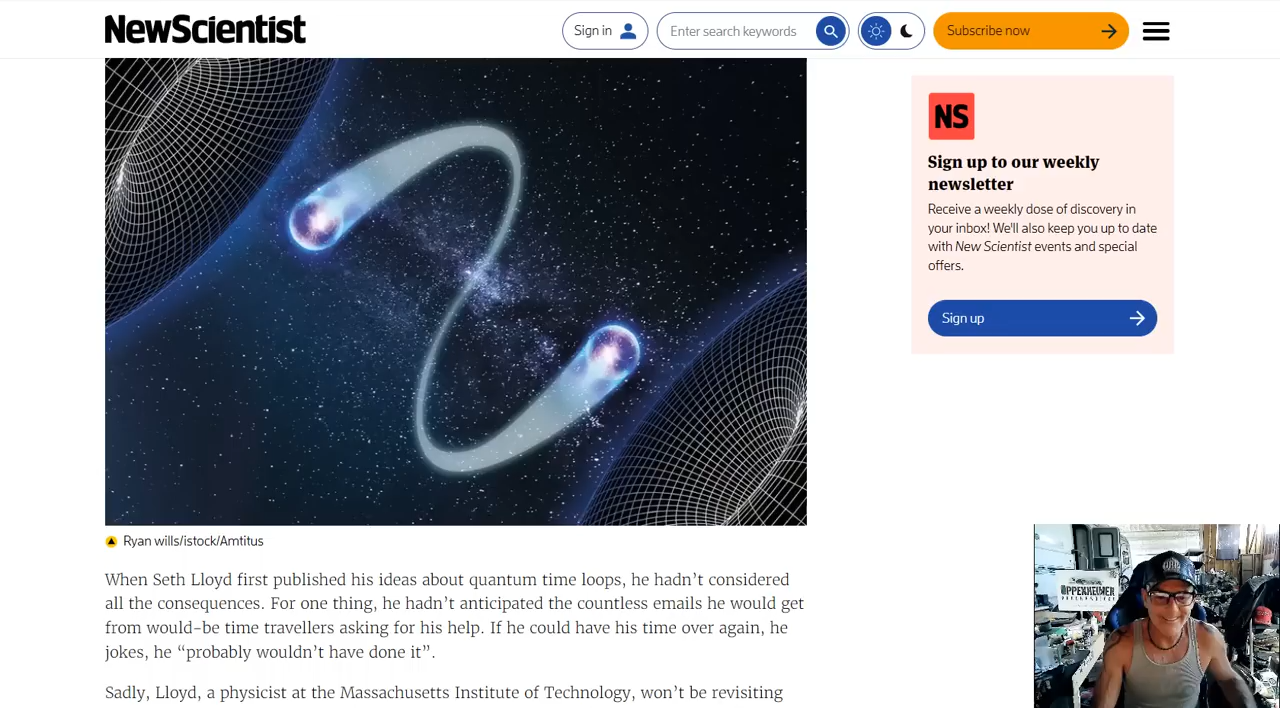 NewScientist
Sign in
Enter search keywords
Subscribe now
NS
Sign up to our weekly
newsletter
Receive a weekly dose of discovery in
your inbox! We'll also keep you up to date
with New Scientist events and special
offers.
Sign up
Ryan wills/istock/Amtitus
When Seth Lloyd first published his ideas about quantum time loops, he hadn’t considered
all the consequences. For one thing, he hadn’t anticipated the countless emails he would get
from would-be time travellers asking for his help. If he could have his time over again, he
jokes, he “probably wouldn’t have done it”.
Sadly, Lloyd, a physicist at the Massachusetts Institute of Technology, won’t be revisiting
OPPENHEIMER